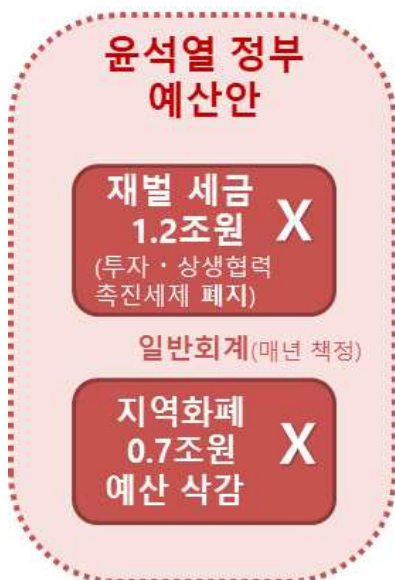 윤석열 정부
예산안
재벌 세금
1.2조원
X
(투자・상생협력
촉진세제 폐지)
일반회계(매년 책정)
지역화폐
0.7조원
X
예산 삭감